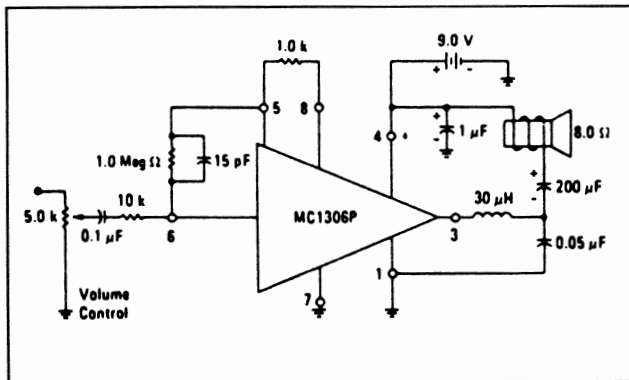 1.0 k
9.0 V
+ -
5
8
4
+
-
1 µF
8.0 Ω
1.0 Meg Ω
15 pF
+
-
200 µF
5.0 k
0.1 µF
10 k
6
MC1306P
3
30 µH
0.05 µF
1
7
Volume
Control